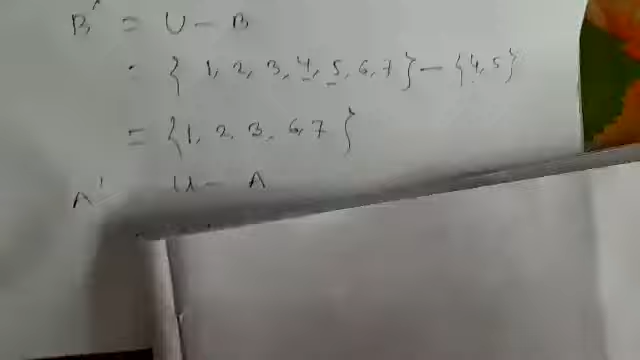 B' = U - B
= { 1, 2, 3, 4, 5, 6, 7 } - { 4, 5 }
= { 1, 2, 3, 6, 7 }
A' U - A